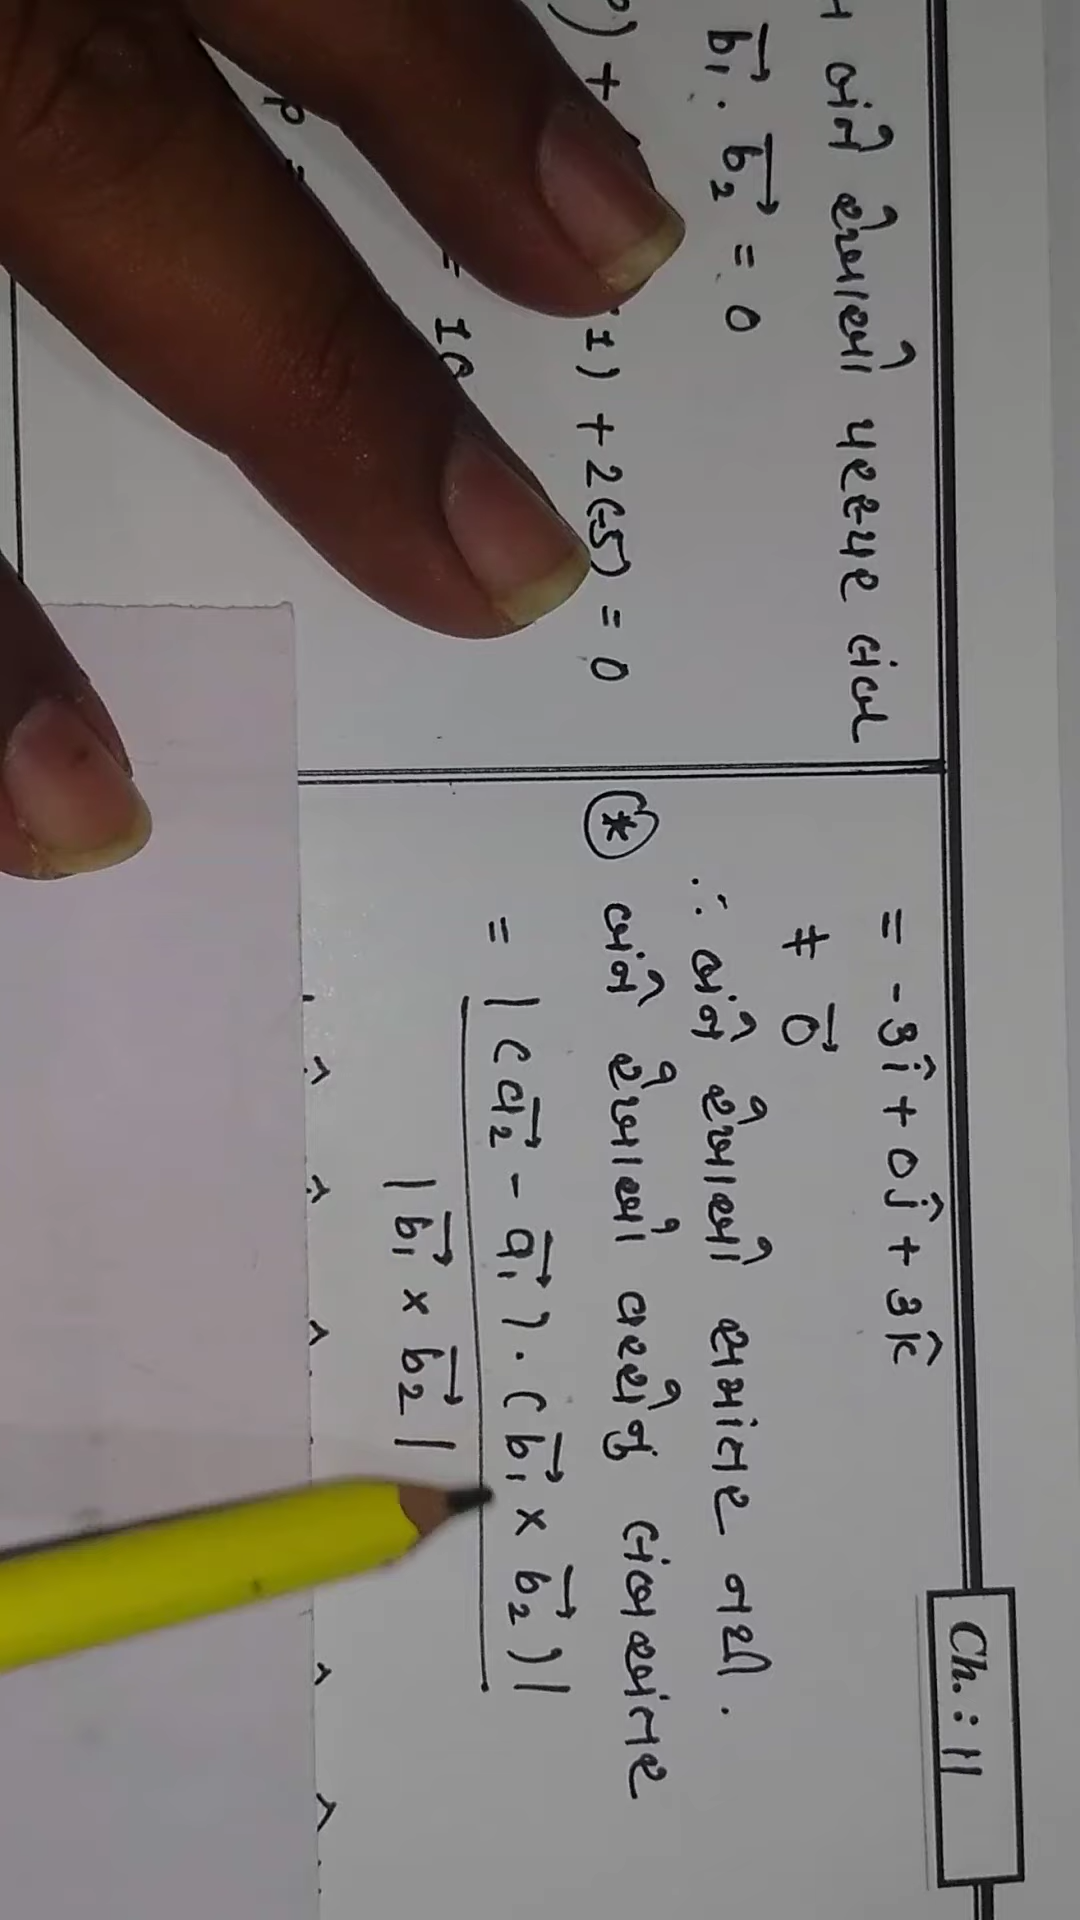 Ch. : 11
બંને રેખાઓ પરસ્પર લંબ
b₁⃗ . b₂⃗ = 0
1) + 2(-5) = 0
= -3î + 0ĵ + 3k̂
≠ 0⃗
∴ બંને રેખાઓ સમાંતર નથી.
(*) બંને રેખાઓ વચ્ચેનું લંબઅંતર
= |(a₂⃗ - a₁⃗) . (b₁⃗ × b₂⃗)|
|b₁⃗ × b₂⃗|